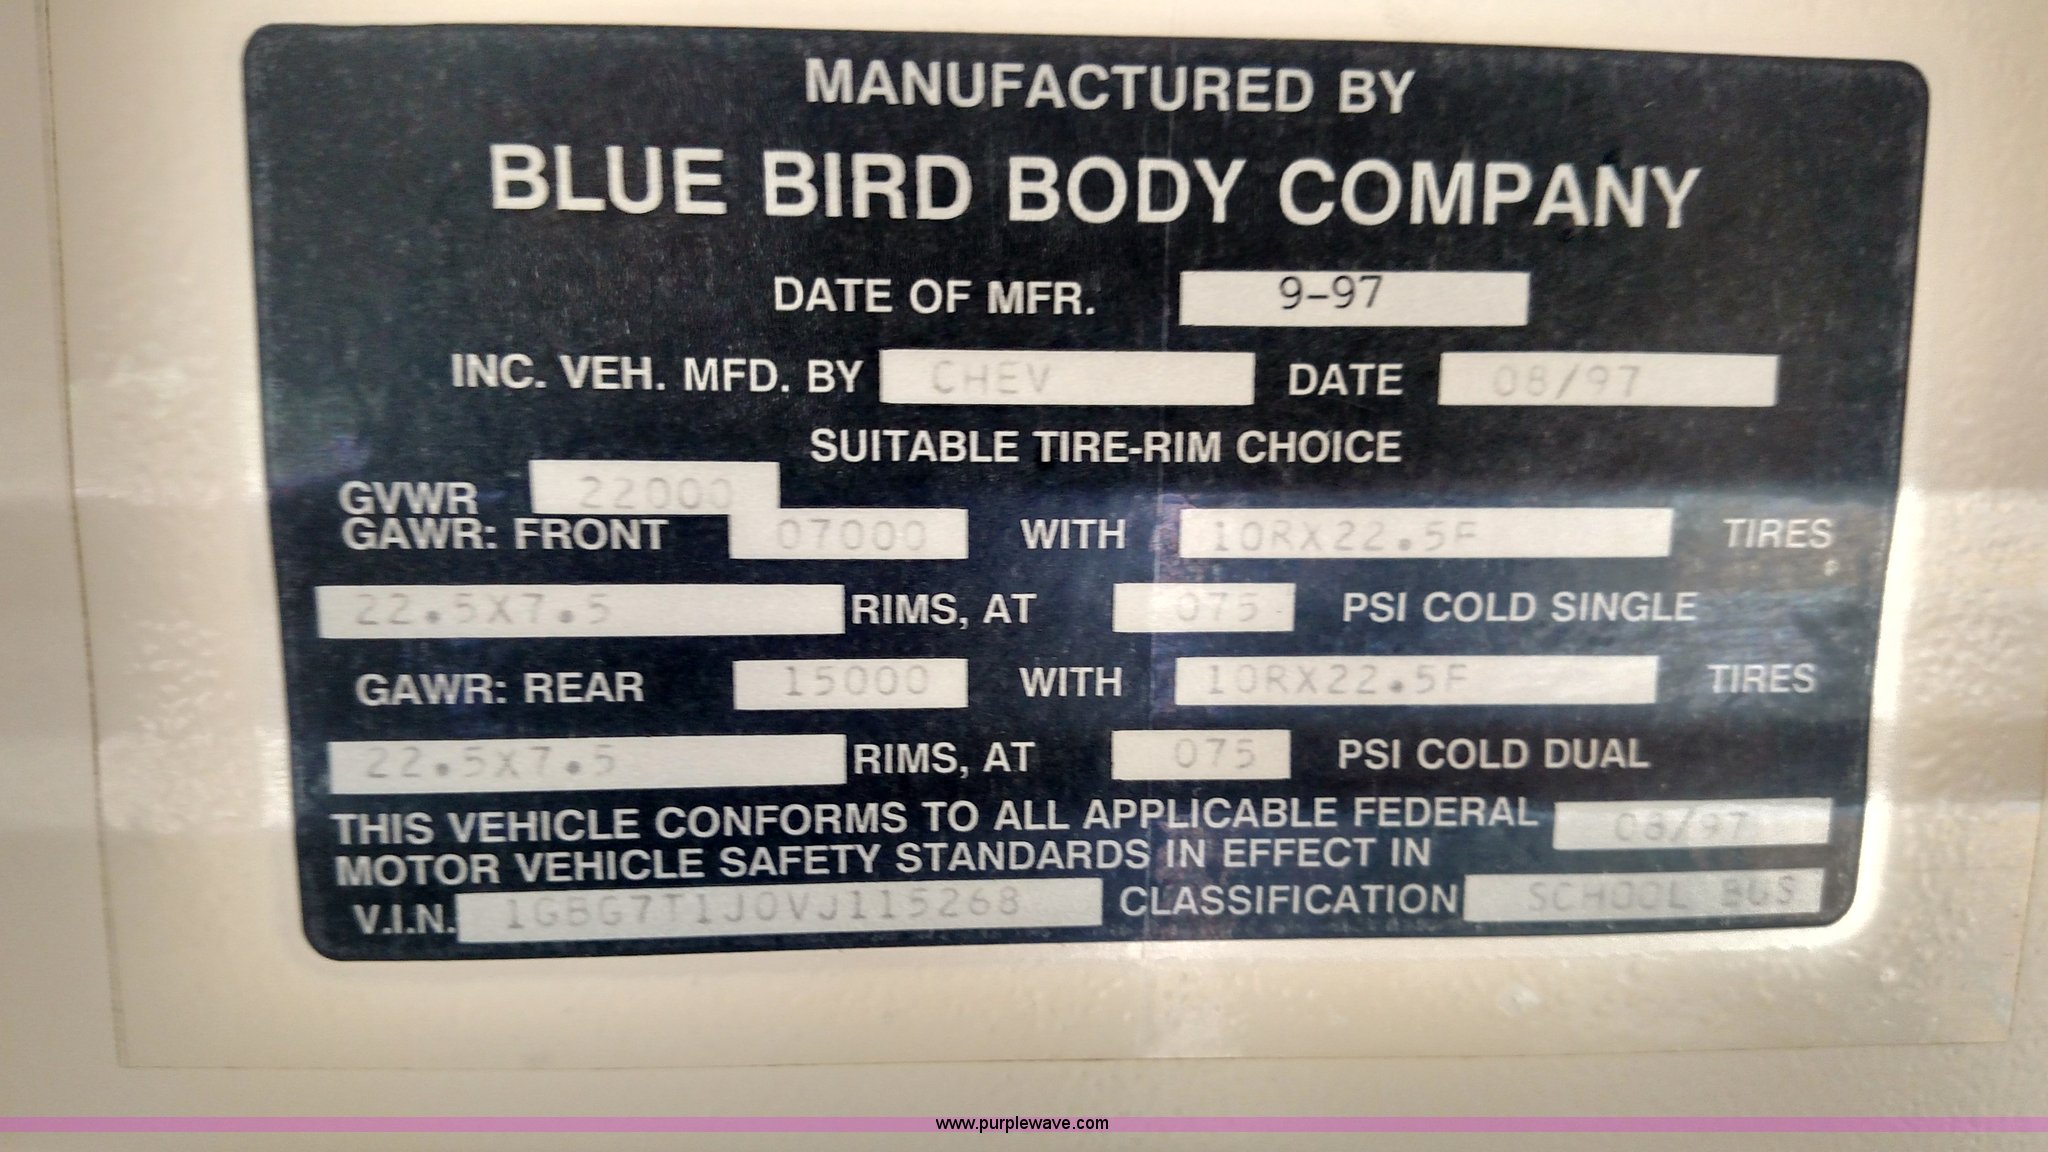 MANUFACTURED BY
BLUE BIRD BODY COMPANY
DATE OF MFR. 9-97
INC. VEH. MFD. BY CHEV DATE 08/97
SUITABLE TIRE-RIM CHOICE
GVWR 22000
GAWR: FRONT 07000 WITH 10RX22.5F TIRES
22.5X7.5 RIMS, AT 075 PSI COLD SINGLE
GAWR: REAR 15000 WITH 10RX22.5F TIRES
22.5X7.5 RIMS, AT 075 PSI COLD DUAL
THIS VEHICLE CONFORMS TO ALL APPLICABLE FEDERAL 08/97
MOTOR VEHICLE SAFETY STANDARDS IN EFFECT IN
V.I.N. 1GBG7T1J0VJ115268 CLASSIFICATION SCHOOL BUS
www.purplewave.com